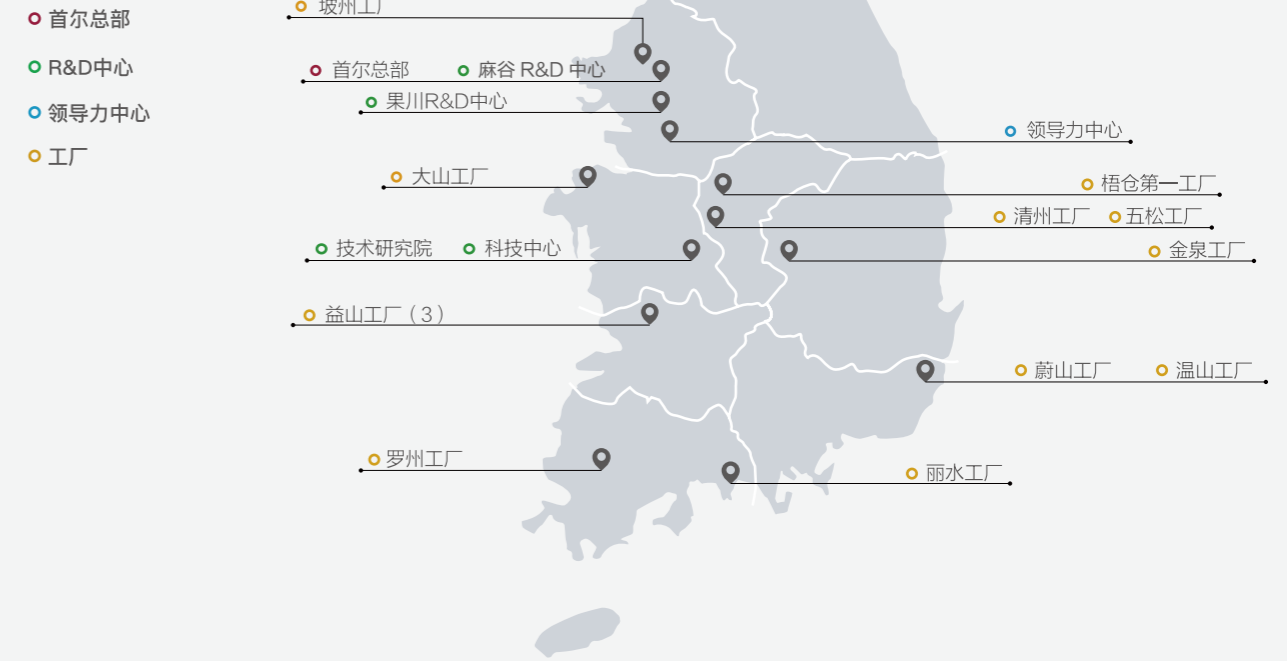 首尔总部
R&D中心
领导力中心
工厂
坡州工厂
首尔总部 麻谷 R&D 中心
果川R&D中心
领导力中心
大山工厂
梧仓第一工厂
清州工厂 五松工厂
技术研究院 科技中心
金泉工厂
益山工厂（3）
蔚山工厂 温山工厂
罗州工厂
丽水工厂